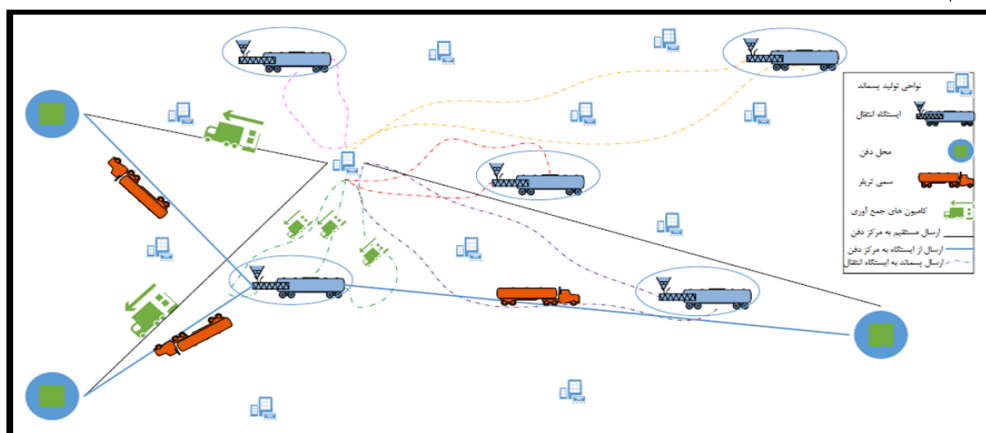 نواحی تولید پسماند
ایستگاه انتقال
محل دفن
سمی تریلر
کامیون های جمع آوری
ارسال مستقیم به مرکز دفن
ارسال از ایستگاه به مرکز دفن
ارسال پسماند به ایستگاه انتقال